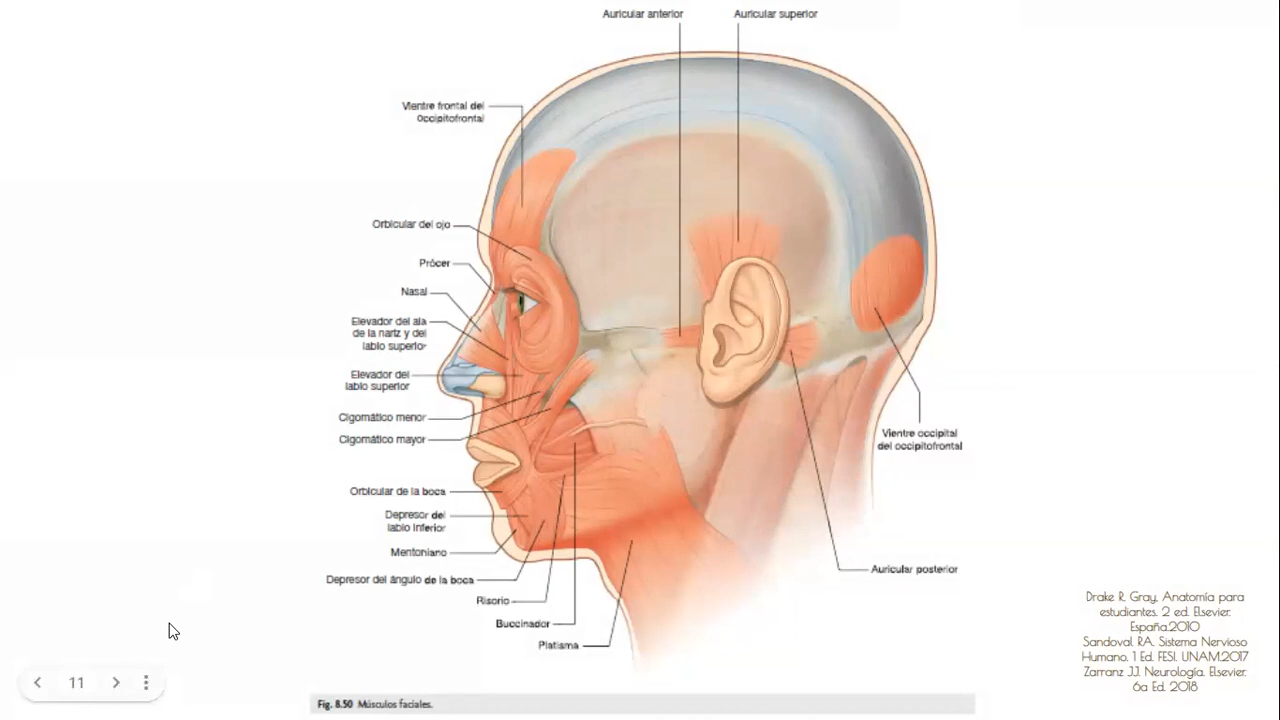 Auricular anterior
Auricular superior
Vientre frontal del
Occipitofrontal
Orbicular del ojo
Prócer
Nasal
Elevador del ala
de la nariz y del
labio superior
Elevador del
labio superior
Cigomático menor
Cigomático mayor
Orbicular de la boca
Depresor del
labio inferior
Mentoniano
Depresor del ángulo de la boca
Risorio
Buccinador
Platisma
Vientre occipital
del occipitofrontal
Auricular posterior
Drake R. Gray, Anatomía para
estudiantes. 2 ed. Elsevier.
España.2010
Sandoval. RA. Sistema Nervioso
Humano. 1 Ed. FESI. UNAM.2017
Zarranz J.J. Neurología. Elsevier.
6a Ed. 2018
11
Fig. 8.50 Músculos faciales.